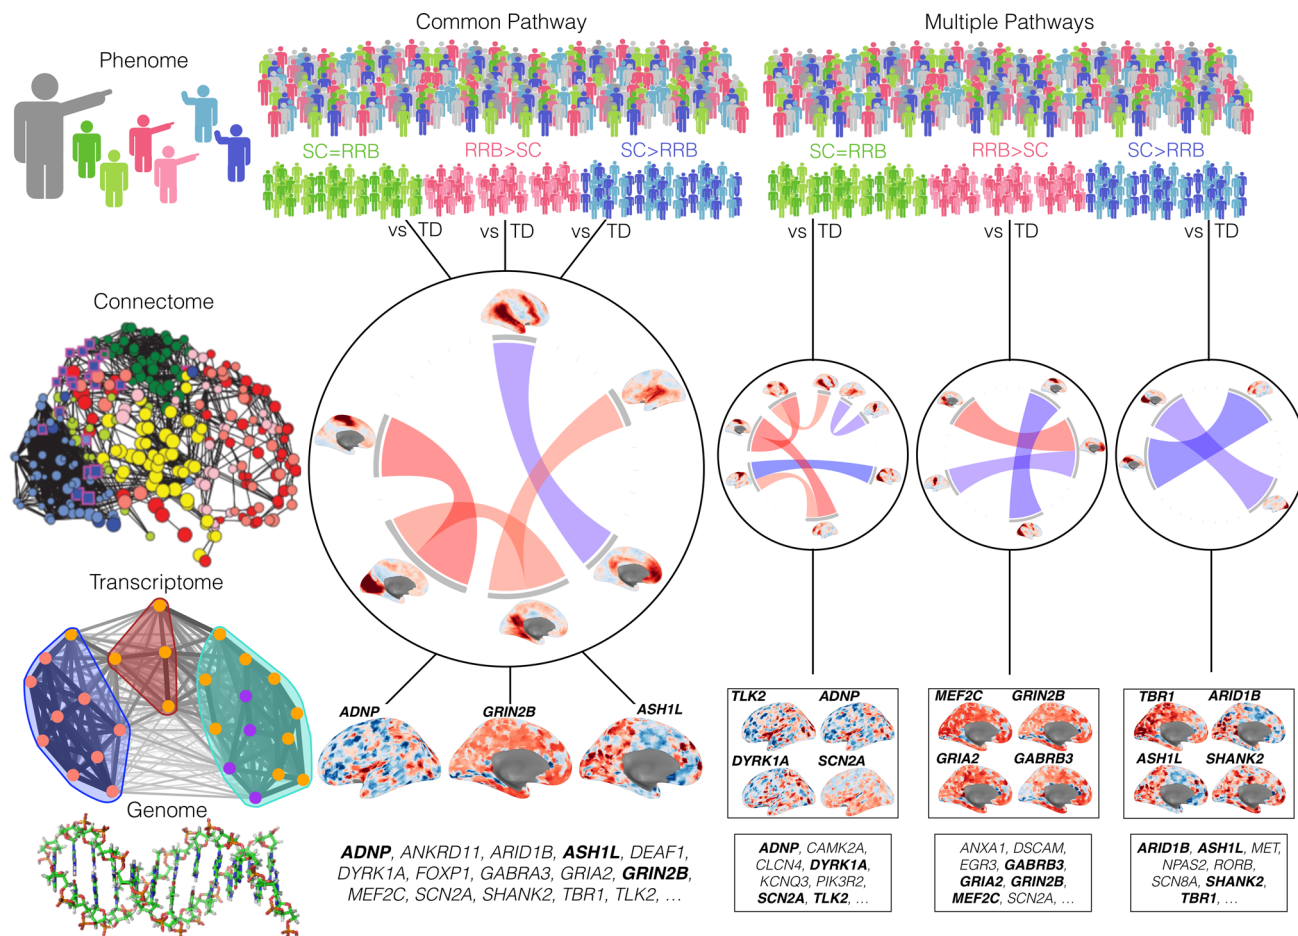 Common Pathway
Multiple Pathways
Phenome
SC=RRB
RRB>SC
SC>RRB
SC=RRB
RRB>SC
SC>RRB
vs TD
vs TD
vs TD
vs TD
vs TD
vs TD
Connectome
Transcriptome
ADNP
GRIN2B
ASH1L
TLK2
ADNP
DYRK1A
SCN2A
MEF2C
GRIN2B
GRIA2
GABRB3
TBR1
ARID1B
ASH1L
SHANK2
Genome
ADNP, ANKRD11, ARID1B, ASH1L, DEAF1,
DYRK1A, FOXP1, GABRA3, GRIA2, GRIN2B,
MEF2C, SCN2A, SHANK2, TBR1, TLK2, ...
ADNP, CAMK2A,
CLCN4, DYRK1A,
KCNQ3, PIK3R2,
SCN2A, TLK2, ...
ANXA1, DSCAM,
EGR3, GABRB3,
GRIA2, GRIN2B,
MEF2C, SCN2A, ...
ARID1B, ASH1L, MET,
NPAS2, RORB,
SCN8A, SHANK2,
TBR1, ...